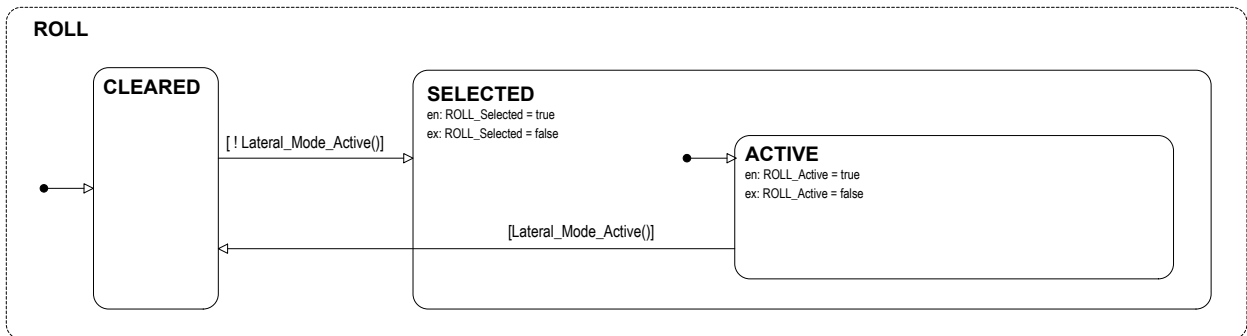 ROLL
CLEARED
[ ! Lateral_Mode_Active()]
SELECTED
en: ROLL_Selected = true
ex: ROLL_Selected = false
ACTIVE
en: ROLL_Active = true
ex: ROLL_Active = false
[Lateral_Mode_Active()]